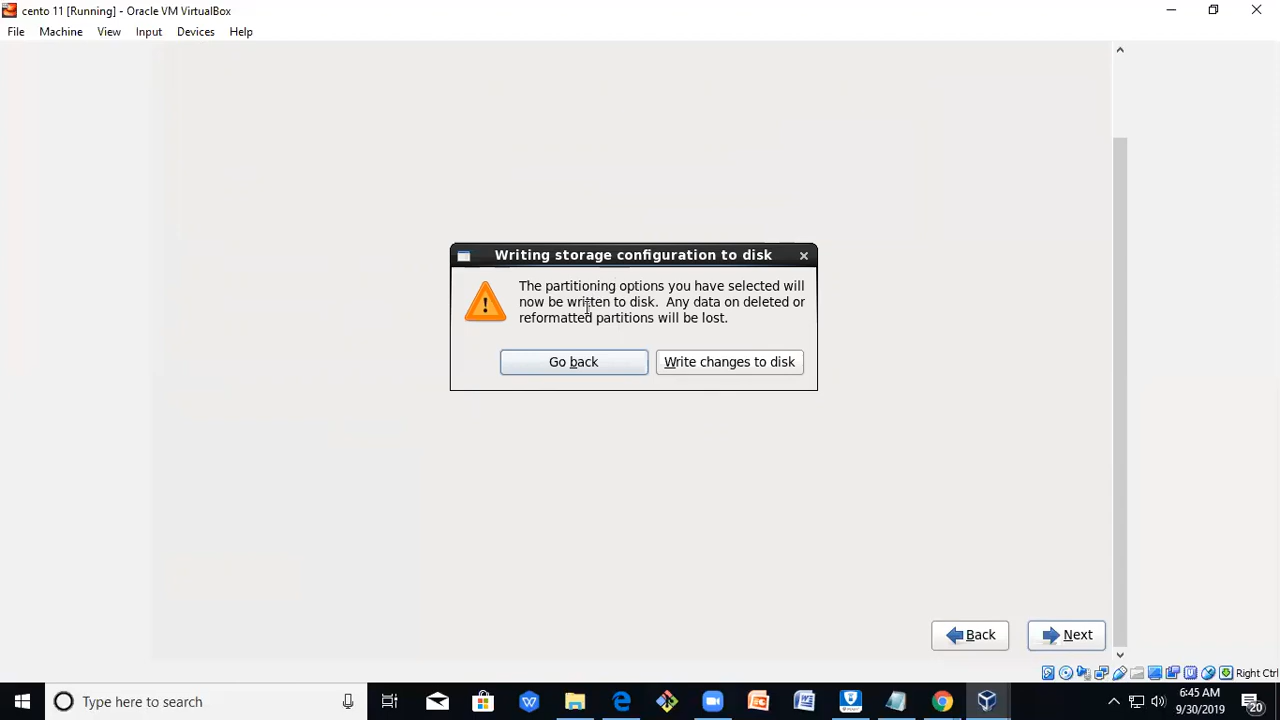 cento 11 [Running] - Oracle VM VirtualBox
File Machine View Input Devices Help
Writing storage configuration to disk
The partitioning options you have selected will
now be written to disk. Any data on deleted or
reformatted partitions will be lost.
Go back Write changes to disk
Back Next
Right Ctrl
Type here to search
6:45 AM
9/30/2019
20